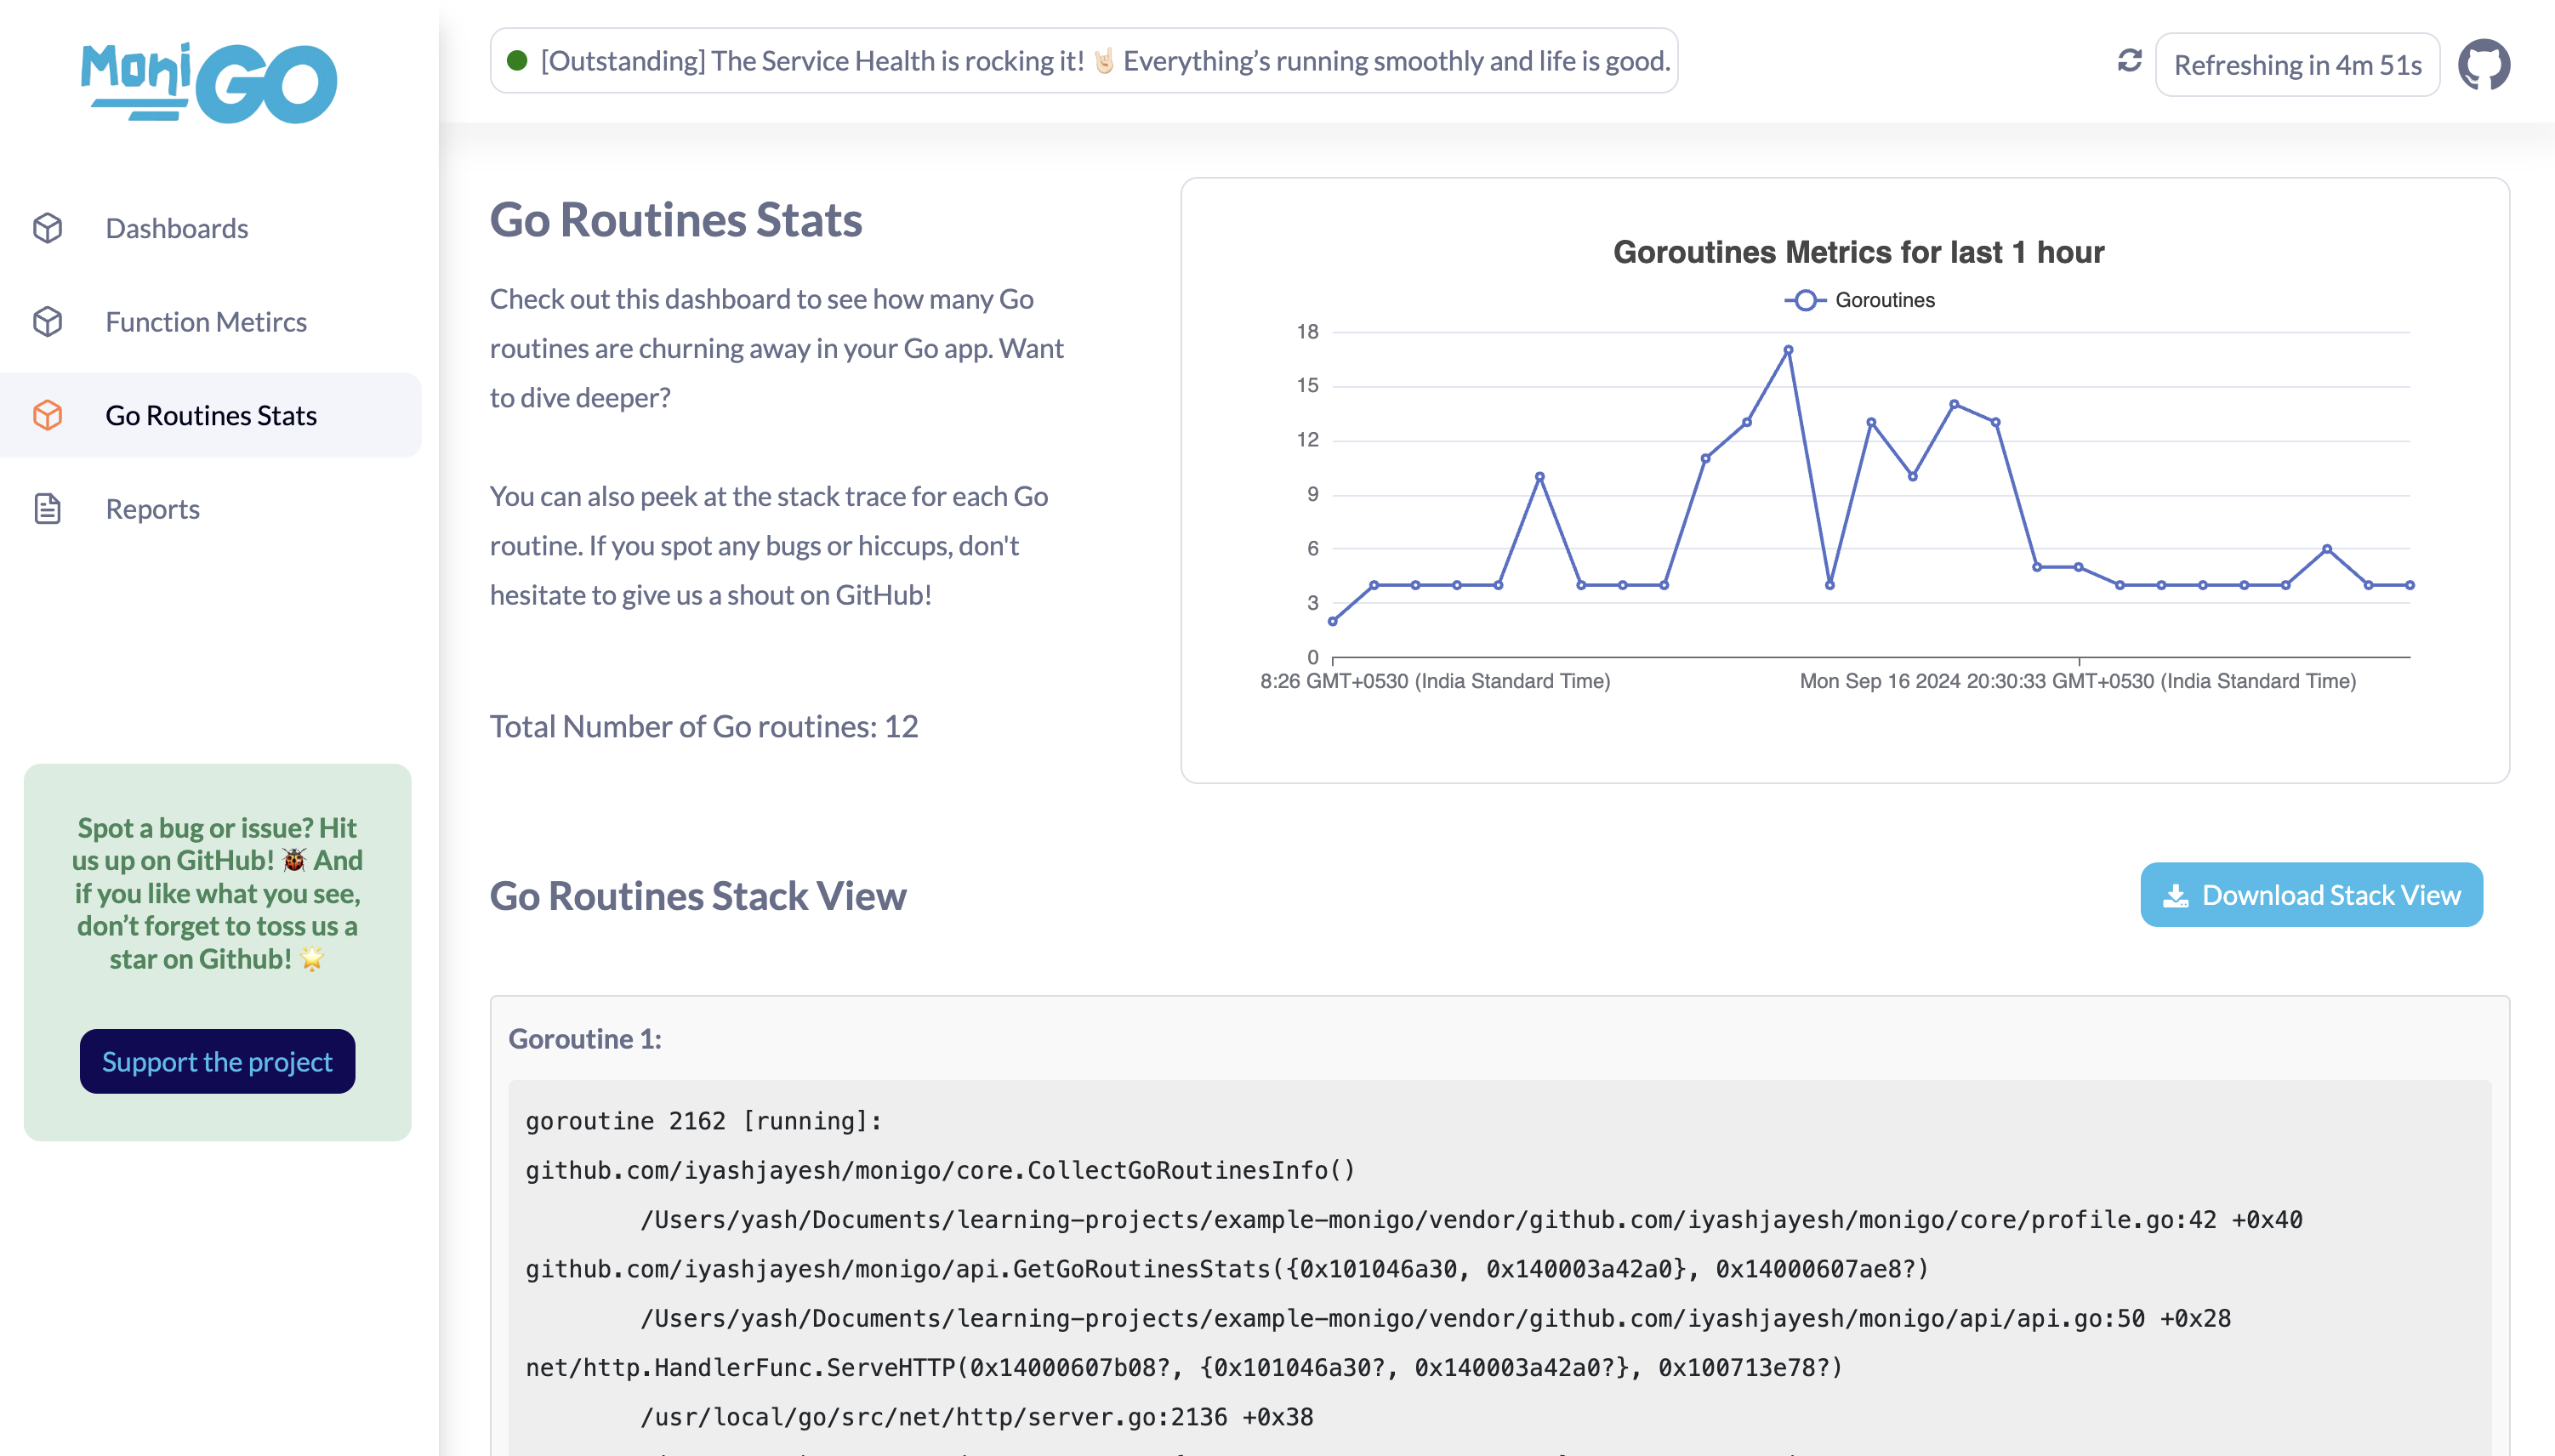 Moni GO
Dashboards
Function Metircs
Go Routines Stats
Reports
Spot a bug or issue? Hit
us up on GitHub! 🐞 And
if you like what you see,
don’t forget to toss us a
star on Github! 🌟
Support the project
[Outstanding] The Service Health is rocking it! 🤘🏻 Everything’s running smoothly and life is good.
Refreshing in 4m 51s
Go Routines Stats
Check out this dashboard to see how many Go
routines are churning away in your Go app. Want
to dive deeper?
You can also peek at the stack trace for each Go
routine. If you spot any bugs or hiccups, don't
hesitate to give us a shout on GitHub!
Total Number of Go routines: 12
Goroutines Metrics for last 1 hour
Goroutines
18
15
12
9
6
3
0
8:26 GMT+0530 (India Standard Time)
Mon Sep 16 2024 20:30:33 GMT+0530 (India Standard Time)
Go Routines Stack View
Download Stack View
Goroutine 1:
goroutine 2162 [running]:
github.com/iyashjayesh/monigo/core.CollectGoRoutinesInfo()
/Users/yash/Documents/learning-projects/example-monigo/vendor/github.com/iyashjayesh/monigo/core/profile.go:42 +0x40
github.com/iyashjayesh/monigo/api.GetGoRoutinesStats({0x101046a30, 0x140003a42a0}, 0x14000607ae8?)
/Users/yash/Documents/learning-projects/example-monigo/vendor/github.com/iyashjayesh/monigo/api/api.go:50 +0x28
net/http.HandlerFunc.ServeHTTP(0x14000607b08?, {0x101046a30?, 0x140003a42a0?}, 0x100713e78?)
/usr/local/go/src/net/http/server.go:2136 +0x38